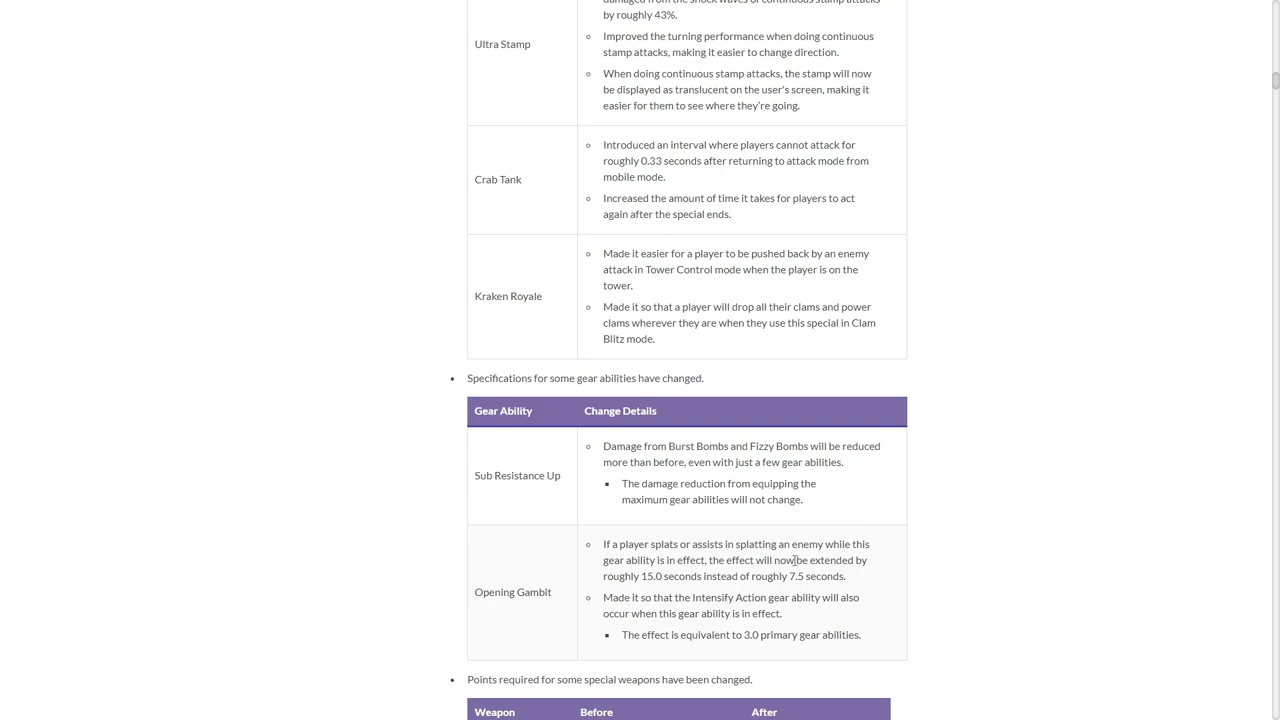 damaged from the shock waves of continuous stamp attacks
by roughly 43%.
Ultra Stamp
Improved the turning performance when doing continuous
stamp attacks, making it easier to change direction.
When doing continuous stamp attacks, the stamp will now
be displayed as translucent on the user's screen, making it
easier for them to see where they're going.
Crab Tank
Introduced an interval where players cannot attack for
roughly 0.33 seconds after returning to attack mode from
mobile mode.
Increased the amount of time it takes for players to act
again after the special ends.
Kraken Royale
Made it easier for a player to be pushed back by an enemy
attack in Tower Control mode when the player is on the
tower.
Made it so that a player will drop all their clams and power
clams wherever they are when they use this special in Clam
Blitz mode.
Specifications for some gear abilities have changed.
Gear Ability Change Details
Sub Resistance Up
Damage from Burst Bombs and Fizzy Bombs will be reduced
more than before, even with just a few gear abilities.
The damage reduction from equipping the
maximum gear abilities will not change.
Opening Gambit
If a player splats or assists in splatting an enemy while this
gear ability is in effect, the effect will now be extended by
roughly 15.0 seconds instead of roughly 7.5 seconds.
Made it so that the Intensify Action gear ability will also
occur when this gear ability is in effect.
The effect is equivalent to 3.0 primary gear abilities.
Points required for some special weapons have been changed.
Weapon Before After